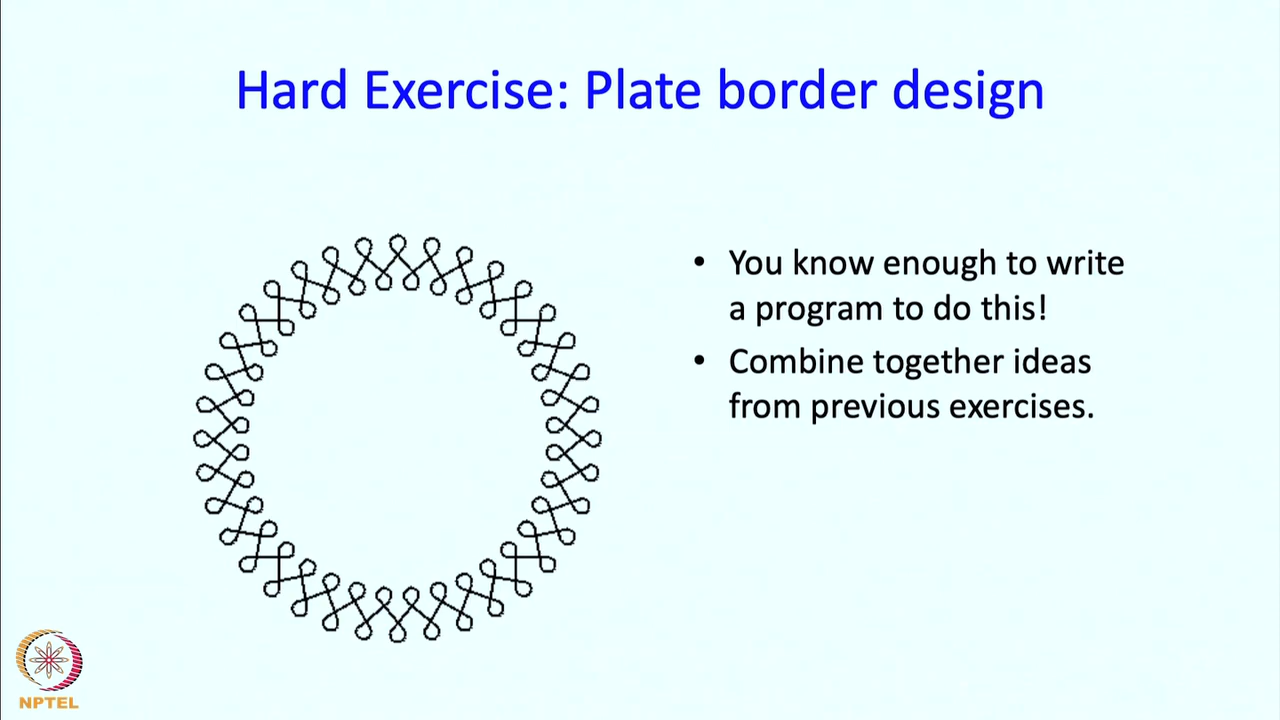 Hard Exercise: Plate border design
• You know enough to write
a program to do this!
• Combine together ideas
from previous exercises.
NPTEL